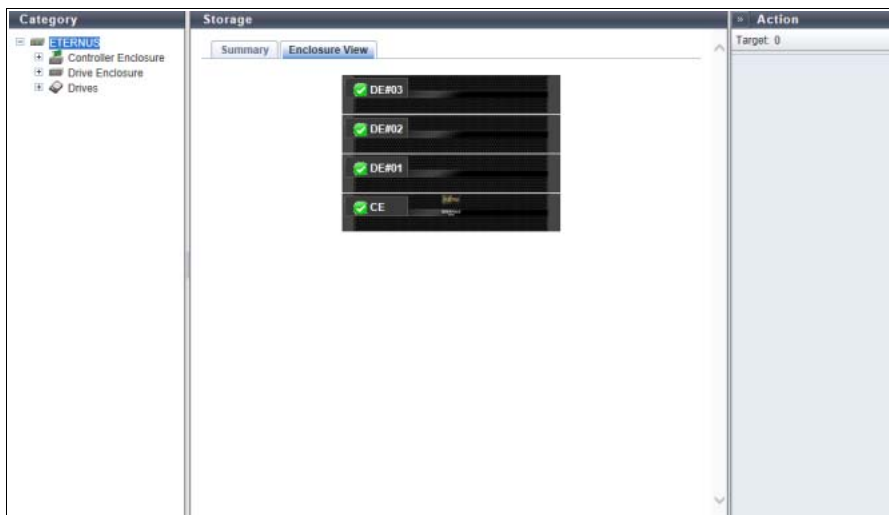 Category
ETERNUS
Controller Enclosure
Drive Enclosure
Drives
Storage
Summary
Enclosure View
DE#03
DE#02
DE#01
CE
» Action
Target: 0